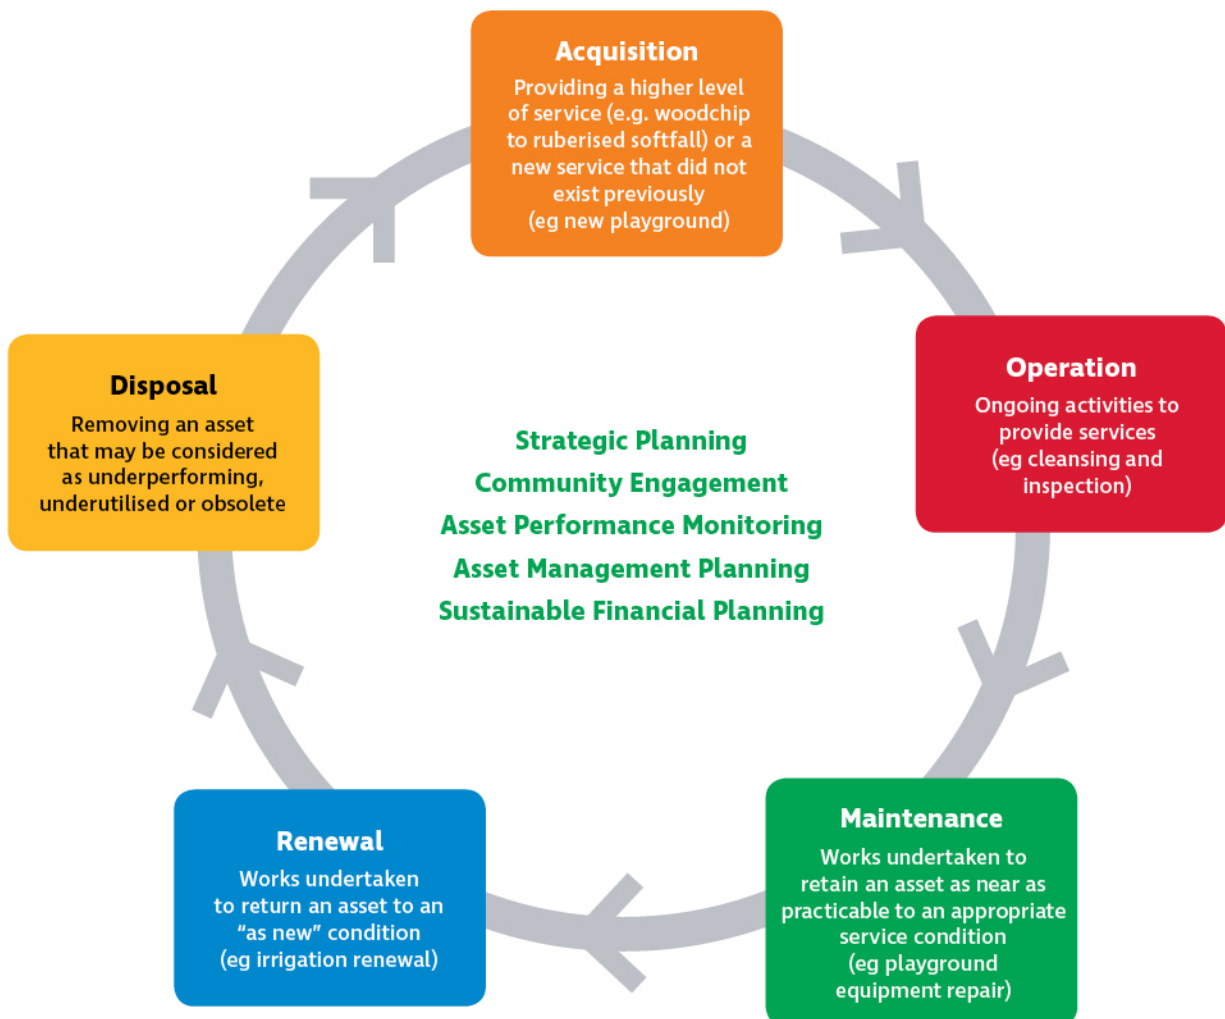 Acquisition
Providing a higher level
of service (e.g. woodchip
to ruberised softfall) or a
new service that did not
exist previously
(eg new playground)
Operation
Ongoing activities to
provide services
(eg cleansing and
inspection)
Maintenance
Works undertaken to
retain an asset as near as
practicable to an appropriate
service condition
(eg playground
equipment repair)
Renewal
Works undertaken
to return an asset to an
“as new” condition
(eg irrigation renewal)
Disposal
Removing an asset
that may be considered
as underperforming,
underutilised or obsolete
Strategic Planning
Community Engagement
Asset Performance Monitoring
Asset Management Planning
Sustainable Financial Planning